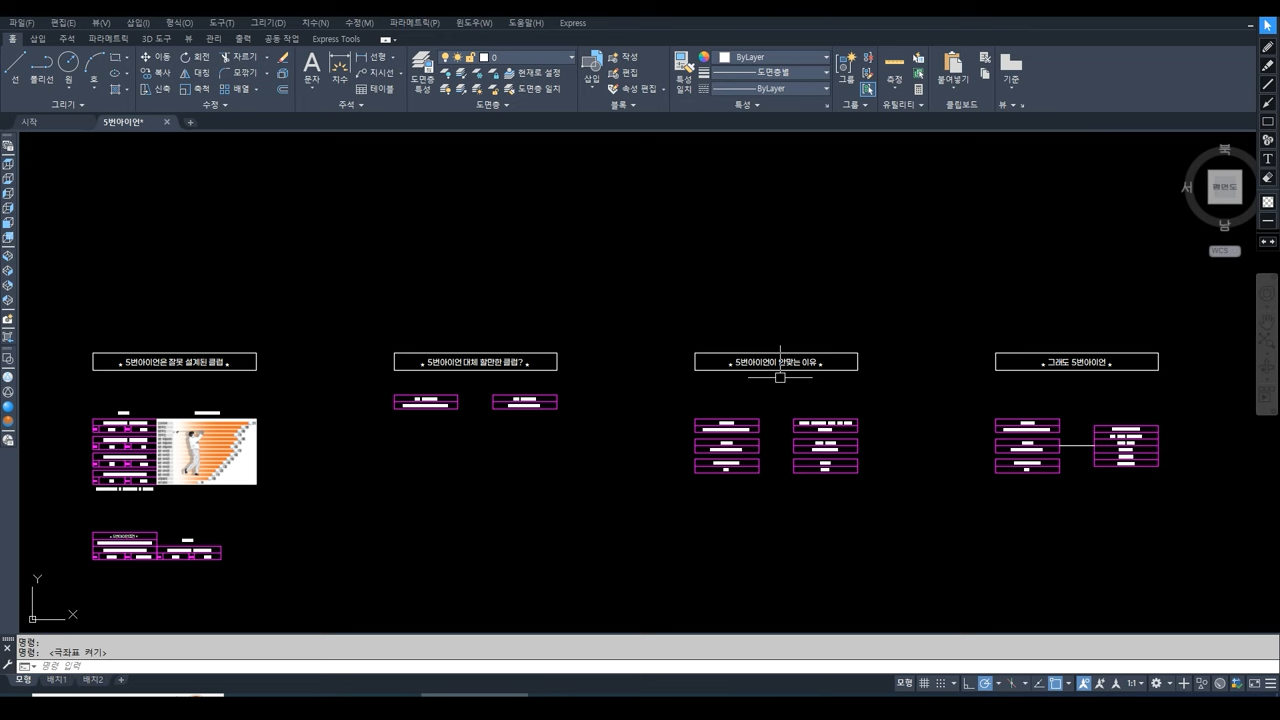 파일(F) 편집(E) 뷰(V) 삽입(I) 형식(O) 도구(T) 그리기(D) 치수(N) 수정(M) 파라메트릭(P) 윈도우(W) 도움말(H) Express
홈 삽입 주석 파라메트릭 뷰 관리 출력 공동 작업 Express Tools 3D 도구
선 폴리선 원 호
이동 회전 자르기
복사 대칭 모깎기
신축 축척 배열
문자 치수 선형
지시선
테이블
도면층 특성
0
현재로 설정
도면층 일치
삽입 작성
편집
속성 편집
특성 일치
ByLayer
도면층별
ByLayer
그룹 측정 붙여넣기 기준
그리기 수정 주석 도면층 블록 특성 그룹 유틸리티 클립보드 뷰
시작 5번아이언*
북
서 평면도
남
WCS
★ 5번아이언은 잘못 설계된 클럽 ★
★ 5번아이언 대체 할만한 클럽? ★
★ 5번아이언이 안맞는 이유 ★
★ 그래도 5번아이언 ★
Y
X
명령:
명령: <극좌표 켜기>
명령 입력
모형 배치1 배치2 +
모형 1:1